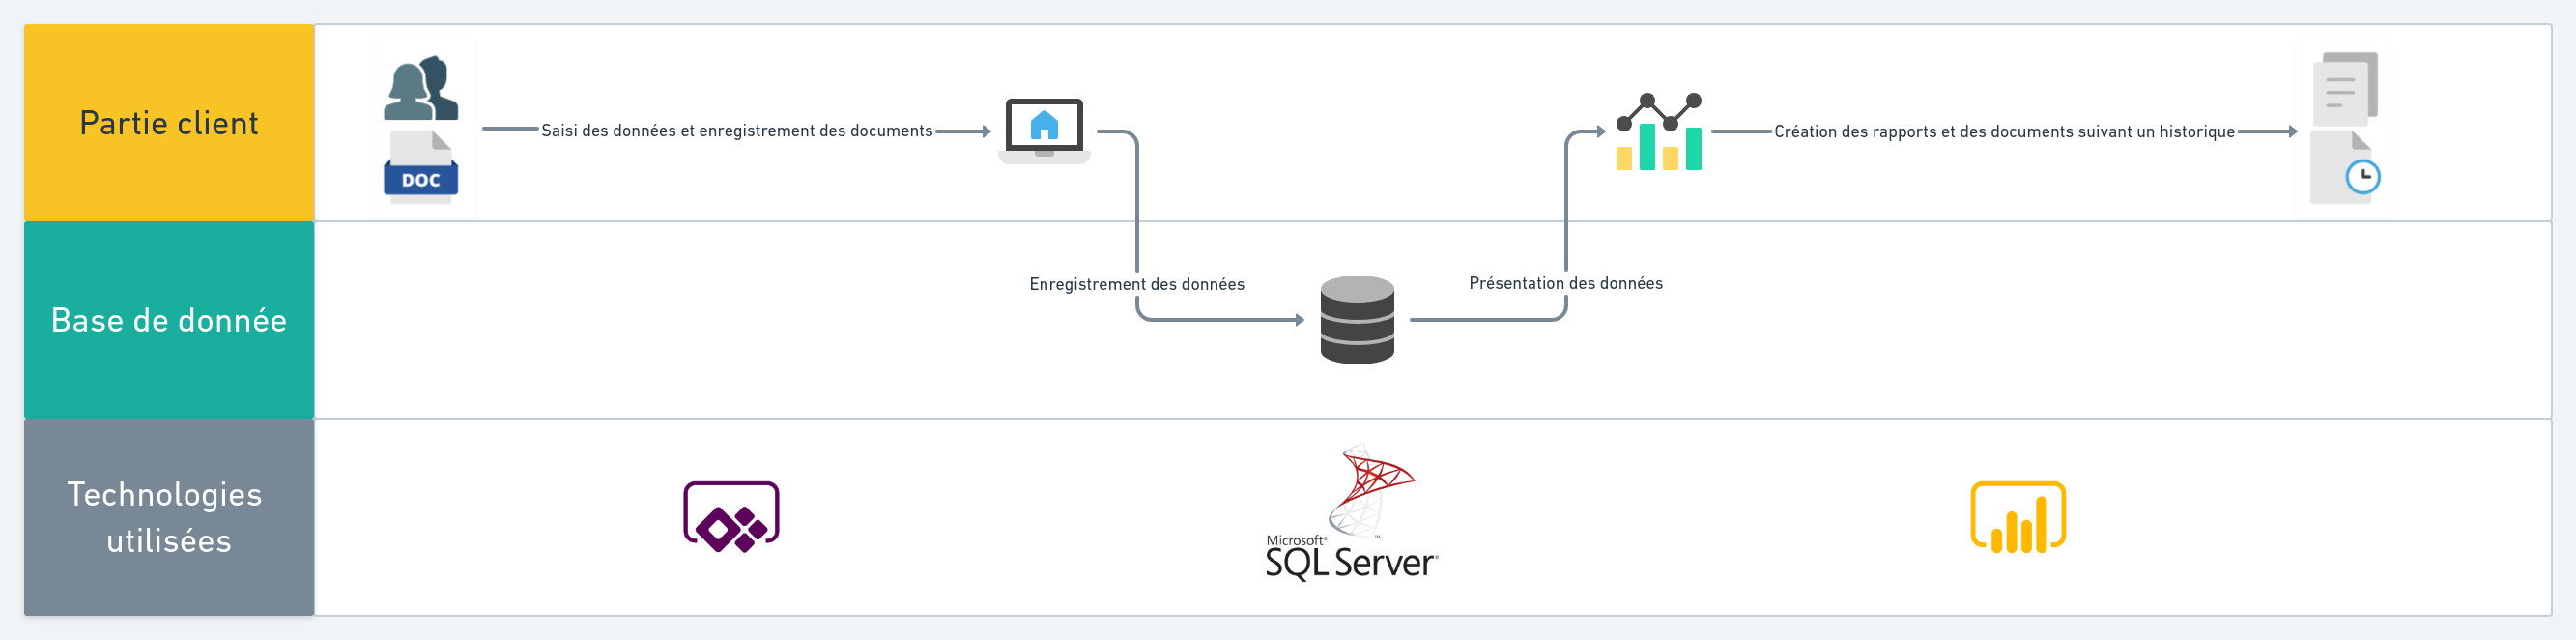 Partie client
DOC
Saisi des données et enregistrement des documents
Création des rapports et des documents suivant un historique
Base de donnée
Enregistrement des données
Présentation des données
Technologies
utilisées
Microsoft®
SQL Server®
™